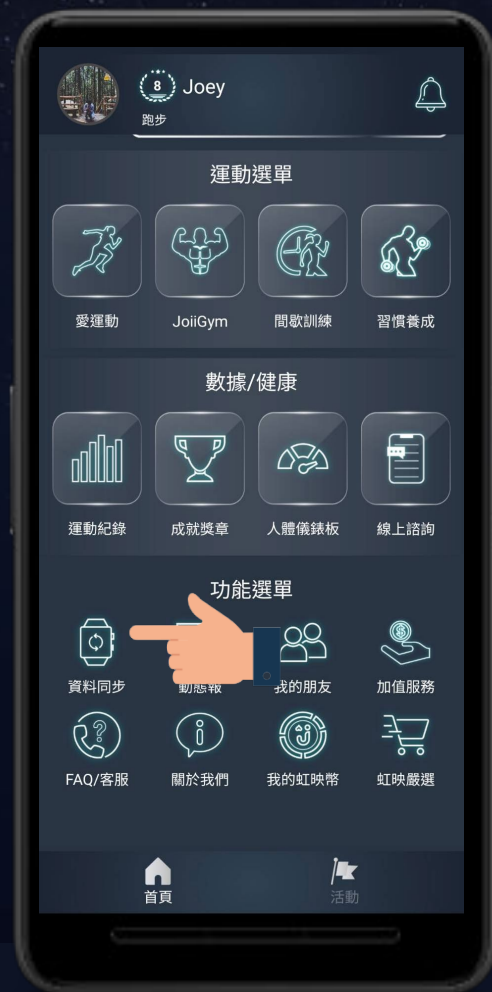 8 Joey
跑步
運動選單
愛運動 JoiiGym 間歇訓練 習慣養成
數據/健康
運動紀錄 成就獎章 人體儀錶板 線上諮詢
功能選單
資料同步 動態報 我的朋友 加值服務
FAQ/客服 關於我們 我的虹映幣 虹映嚴選
首頁 活動